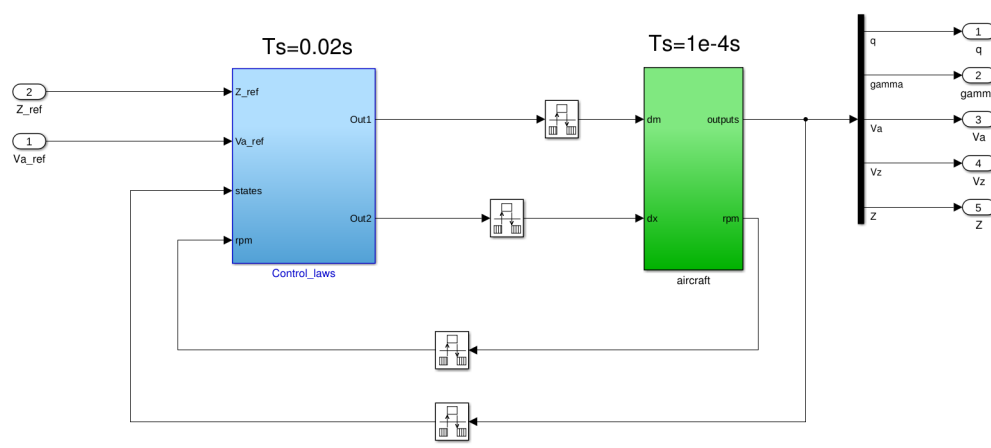 Ts=0.02s
Ts=1e-4s
2
Z_ref
1
Va_ref
Z_ref
Va_ref
states
rpm
Out1
Out2
Control_laws
dm
dx
outputs
rpm
aircraft
q
gamma
Va
Vz
Z
1
q
2
gamm
3
Va
4
Vz
5
Z